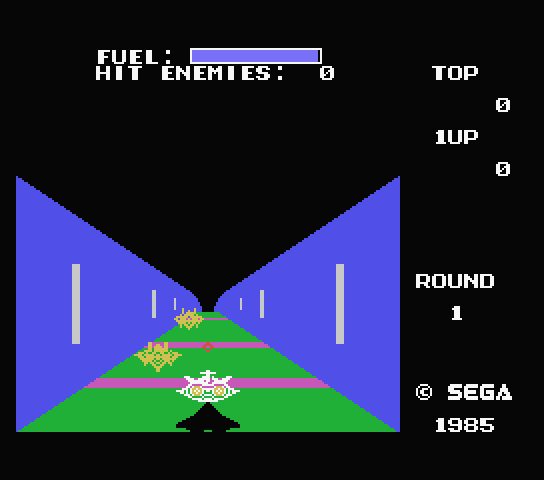 FUEL:
HIT ENEMIES: 0
TOP
0
1UP
0
ROUND
1
© SEGA
1985